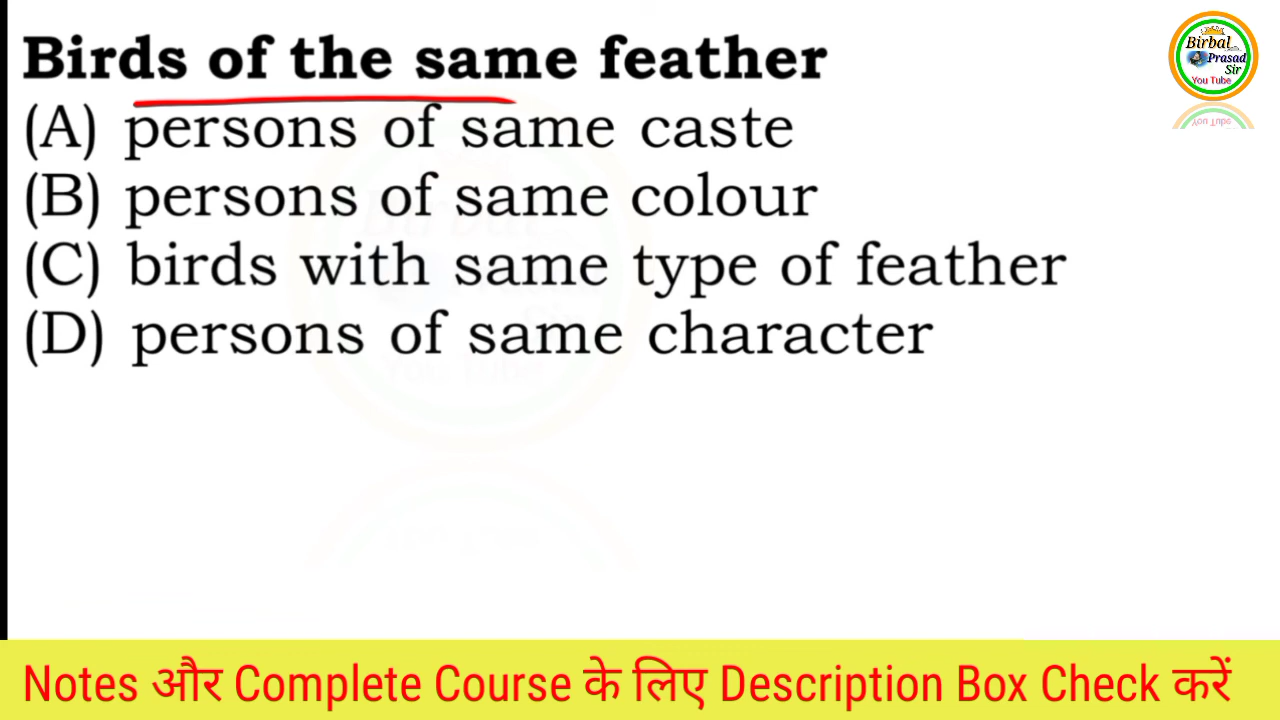 Birds of the same feather
(A) persons of same caste
(B) persons of same colour
(C) birds with same type of feather
(D) persons of same character
Birbal
Prasad
Sir
You Tube
Notes और Complete Course के लिए Description Box Check करें